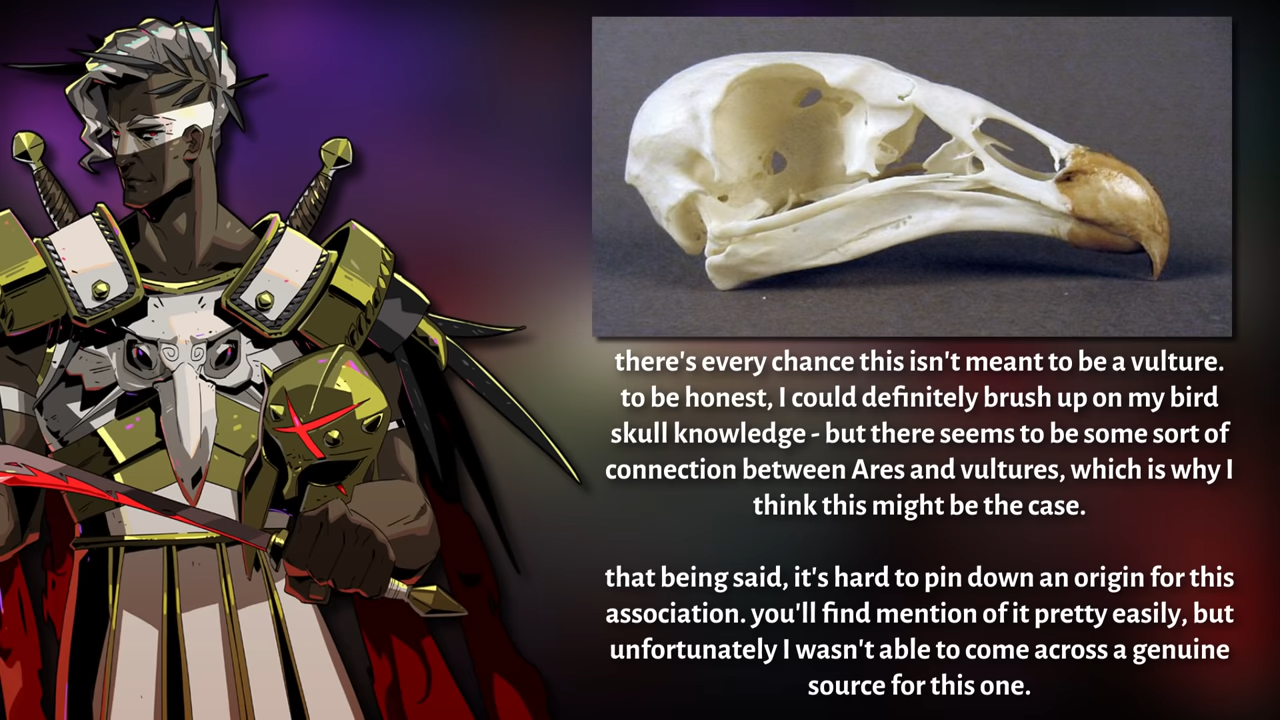 there's every chance this isn't meant to be a vulture.
to be honest, I could definitely brush up on my bird
skull knowledge - but there seems to be some sort of
connection between Ares and vultures, which is why I
think this might be the case.
that being said, it's hard to pin down an origin for this
association. you'll find mention of it pretty easily, but
unfortunately I wasn't able to come across a genuine
source for this one.